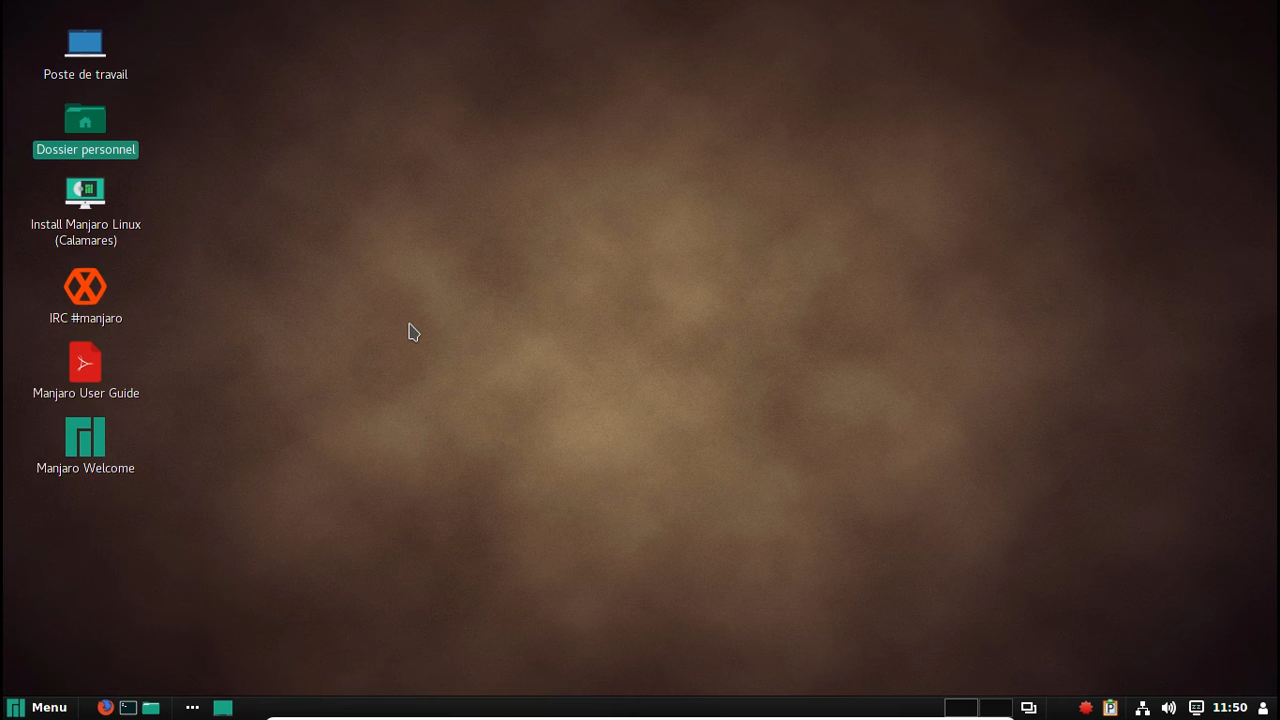 Poste de travail
Dossier personnel
Install Manjaro Linux
(Calamares)
IRC #manjaro
Manjaro User Guide
Manjaro Welcome
Menu
11:50